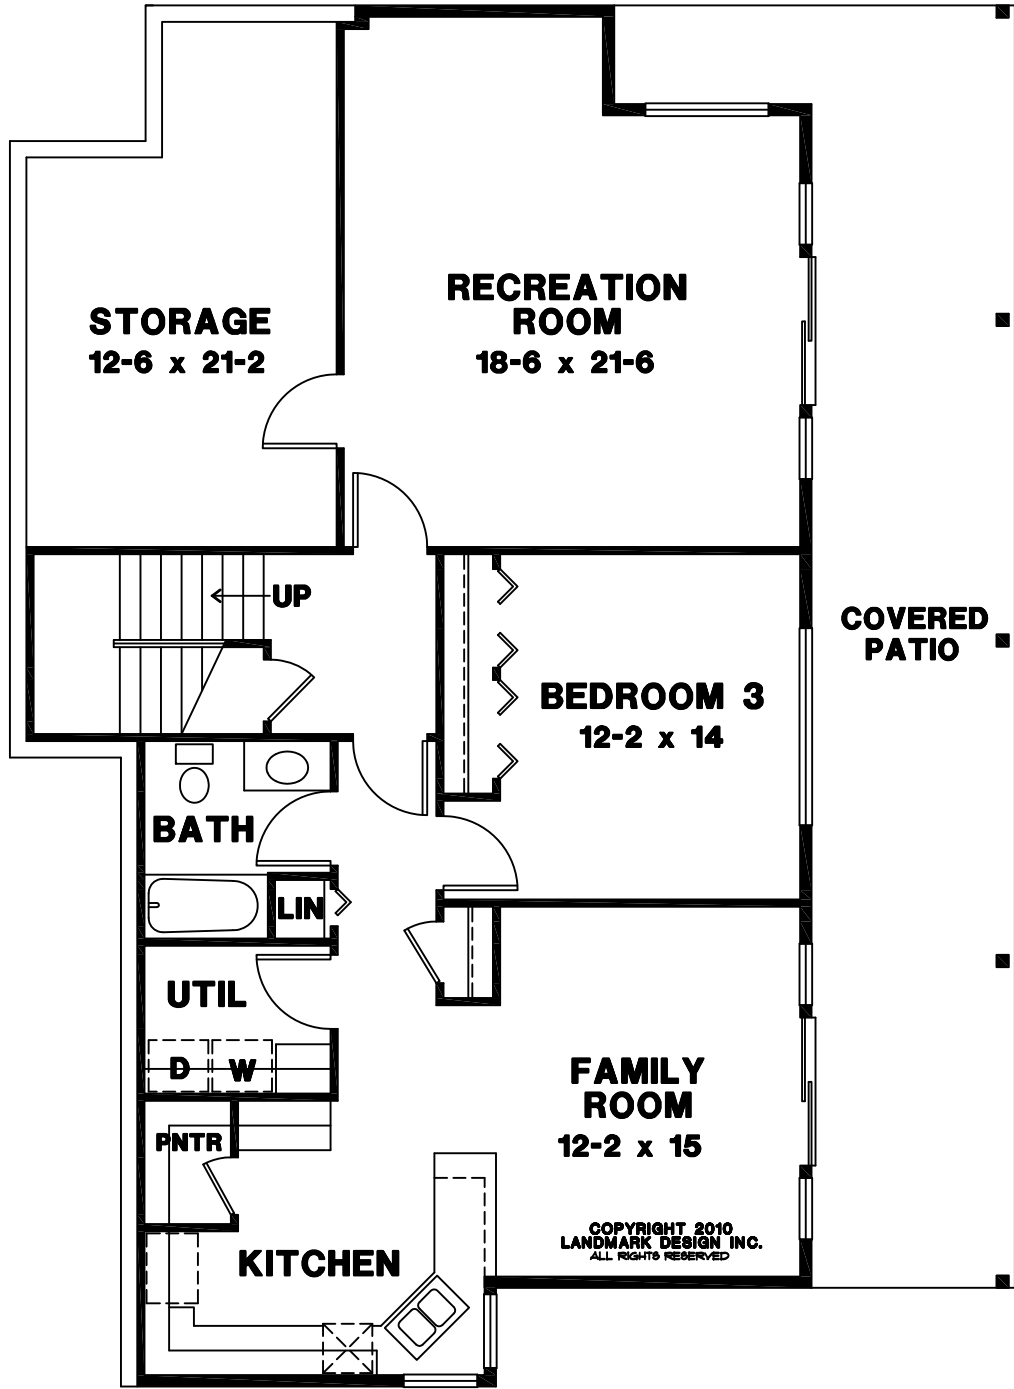 RECREATION
ROOM
18-6 x 21-6
STORAGE
12-6 x 21-2
UP
COVERED
PATIO
BEDROOM 3
12-2 x 14
BATH
LIN
UTIL
D
W
FAMILY
ROOM
12-2 x 15
PNTR
KITCHEN
COPYRIGHT 2010
LANDMARK DESIGN INC.
ALL RIGHTS RESERVED